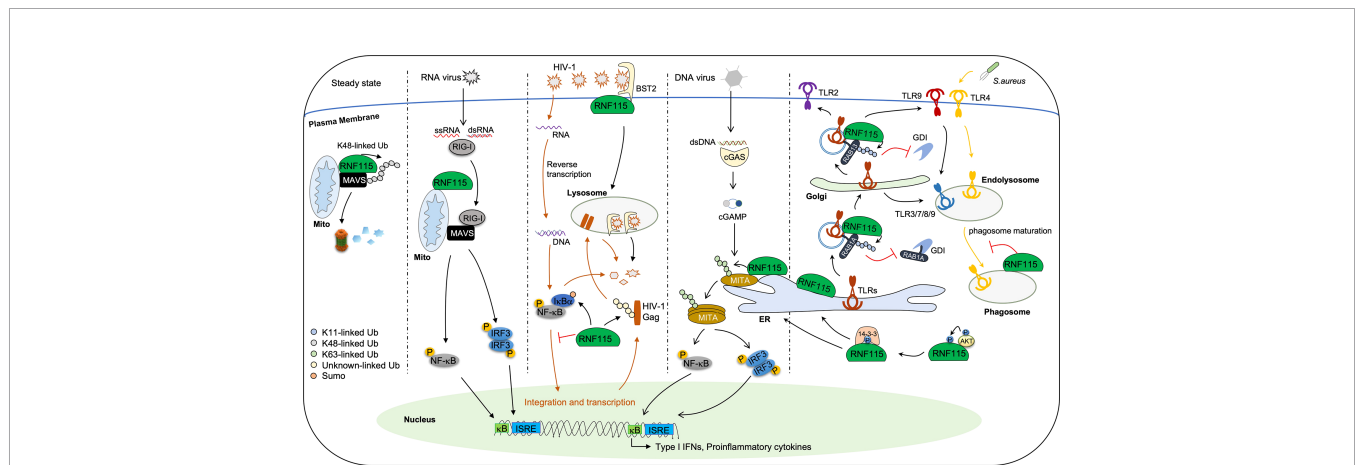 Steady state
RNA virus
HIV-1
BST2
DNA virus
S.aureus
TLR2
TLR9
TLR4
Plasma Membrane
K48-linked Ub
RNF115
MAVS
Mito
ssRNA
dsRNA
RIG-I
RNF115
RIG-I
MAVS
Mito
RNF115
RNA
Reverse
transcription
Lysosome
DNA
P
IκBα
NF-κB
HIV-1
Gag
RNF115
dsDNA
cGAS
cGAMP
RNF115
MITA
MITA
RNF115
GDI
Golgi
Endolysosome
TLR3/7/8/9
RNF115
RAB1A
GDI
phagosome maturation
RNF115
Phagosome
RNF115
TLRs
ER
14-3-3
P
RNF115
P
P
AKT
RNF115
K11-linked Ub
K48-linked Ub
K63-linked Ub
Unknown-linked Ub
Sumo
P
NF-κB
P
IRF3
IRF3
P
P
NF-κB
P
IRF3
IRF3
P
Integration and transcription
Nucleus
κB
ISRE
κB
ISRE
Type I IFNs, Proinflammatory cytokines